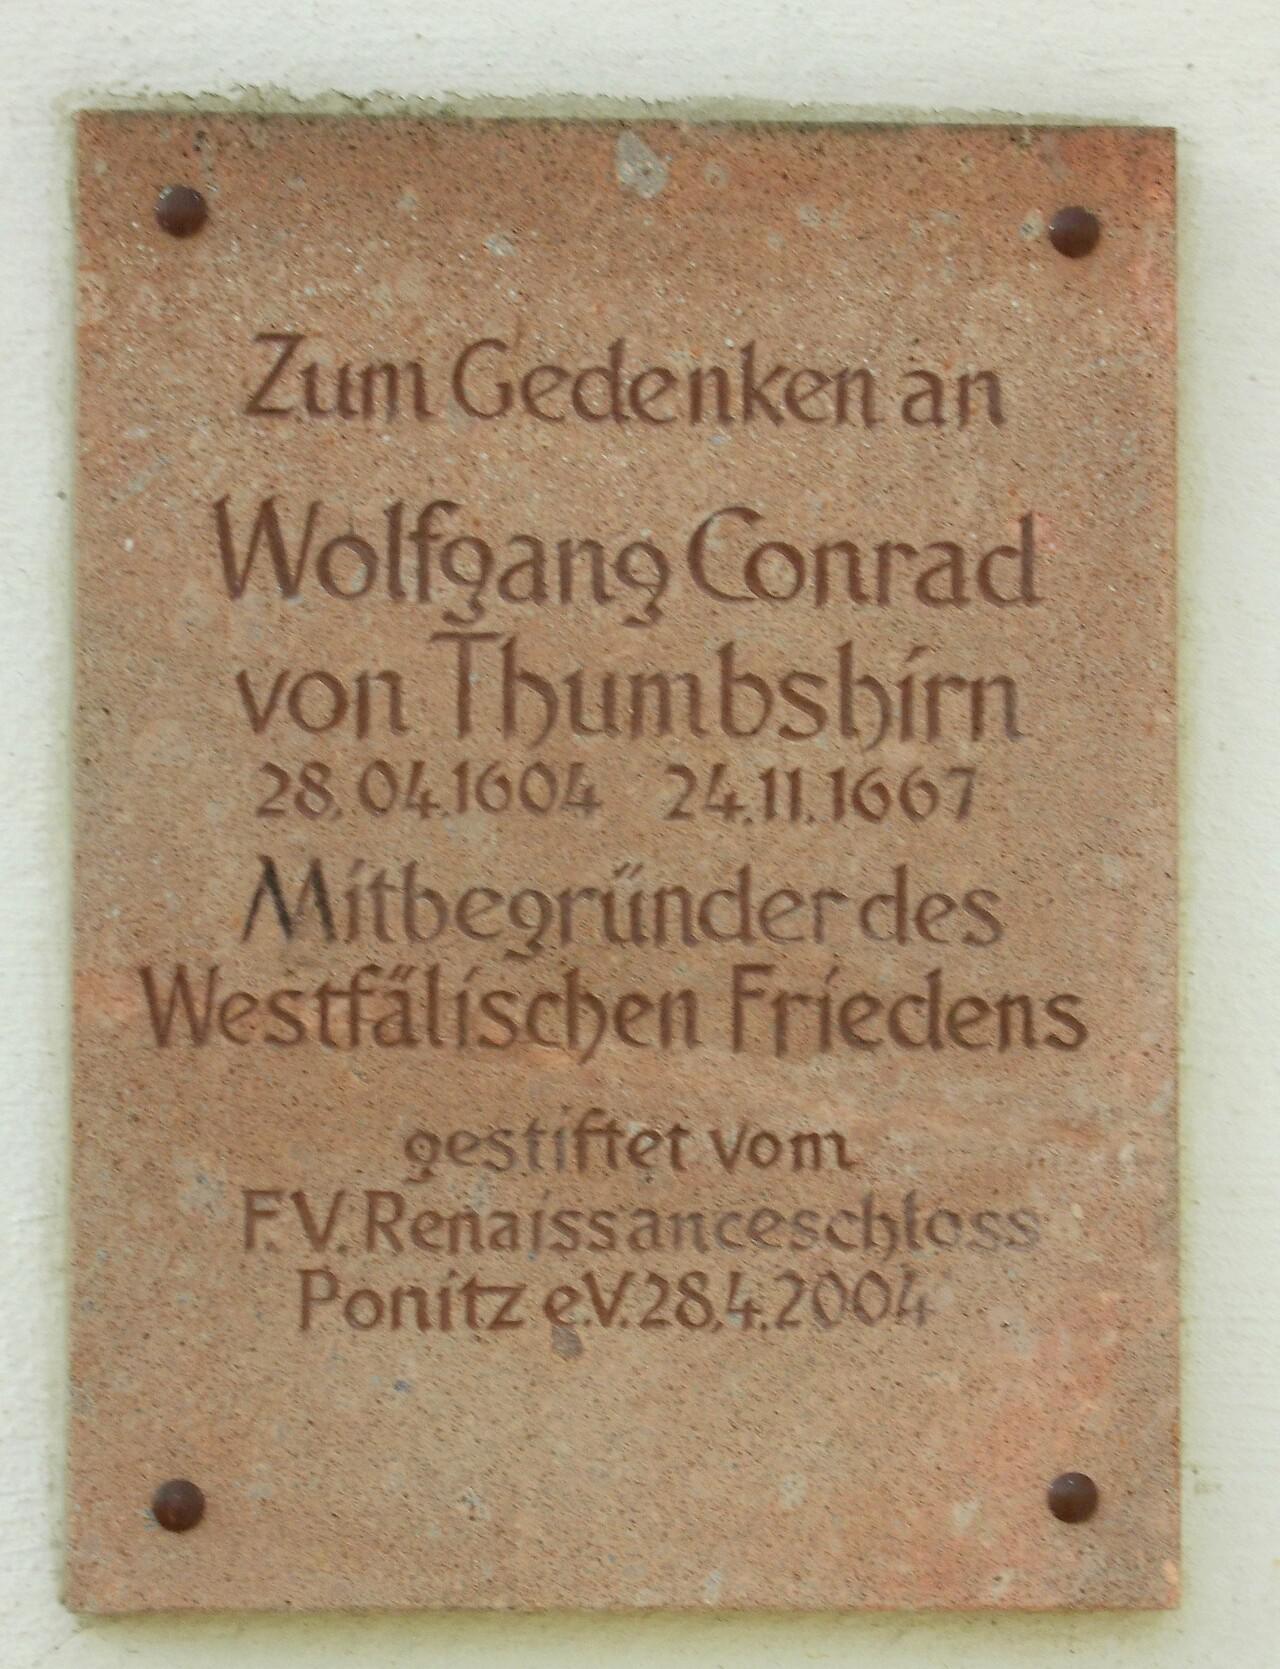 Zum Gedenken an
Wolfgang Conrad
von Thumbshirn
28.04.1604 24.11.1667
Mitbegründer des
Westfälischen Friedens
gestiftet vom
F.V. Renaissanceschloss
Ponitz e.V. 28.4.2004